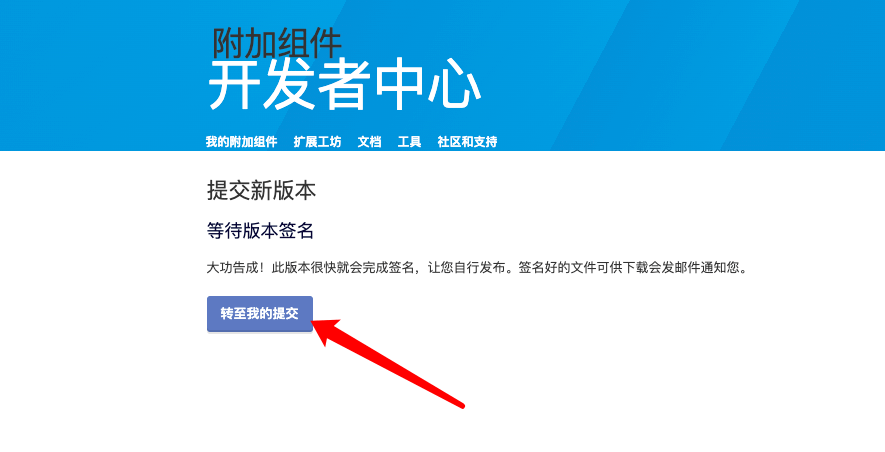 附加组件
开发者中心
我的附加组件 扩展工坊 文档 工具 社区和支持
提交新版本
等待版本签名
大功告成！此版本很快就会完成签名，让您自行发布。签名好的文件可供下载会发邮件通知您。
转至我的提交